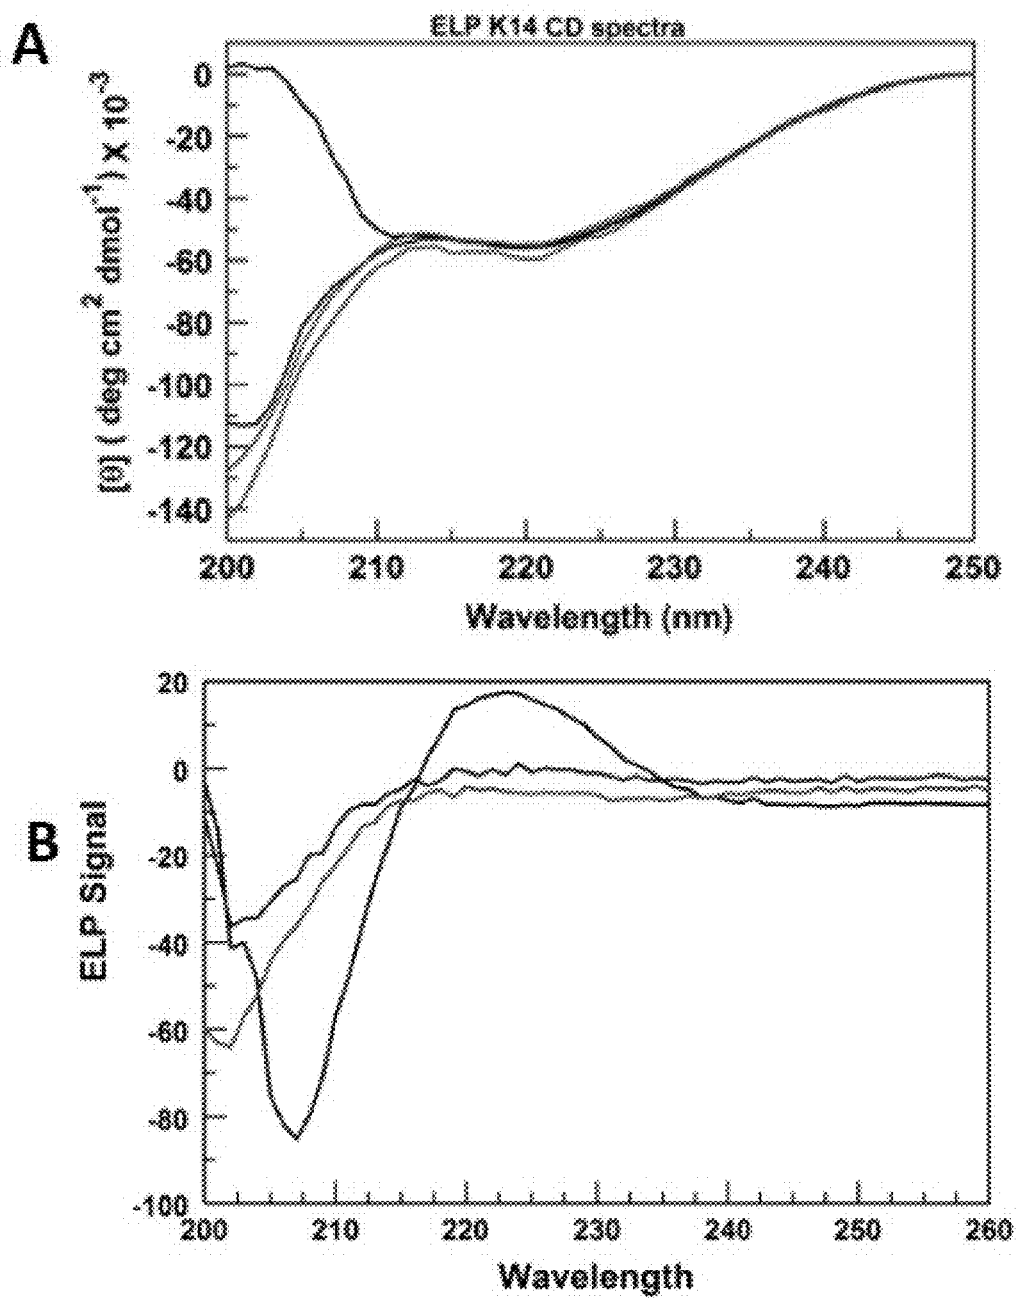 A
ELP K14 CD spectra
[θ] ( deg cm2 dmol-1) X 10-3
0
-20
-40
-60
-80
-100
-120
-140
200 210 220 230 240 250
Wavelength (nm)
B
ELP Signal
20
0
-20
-40
-60
-80
-100
200 210 220 230 240 250 260
Wavelength